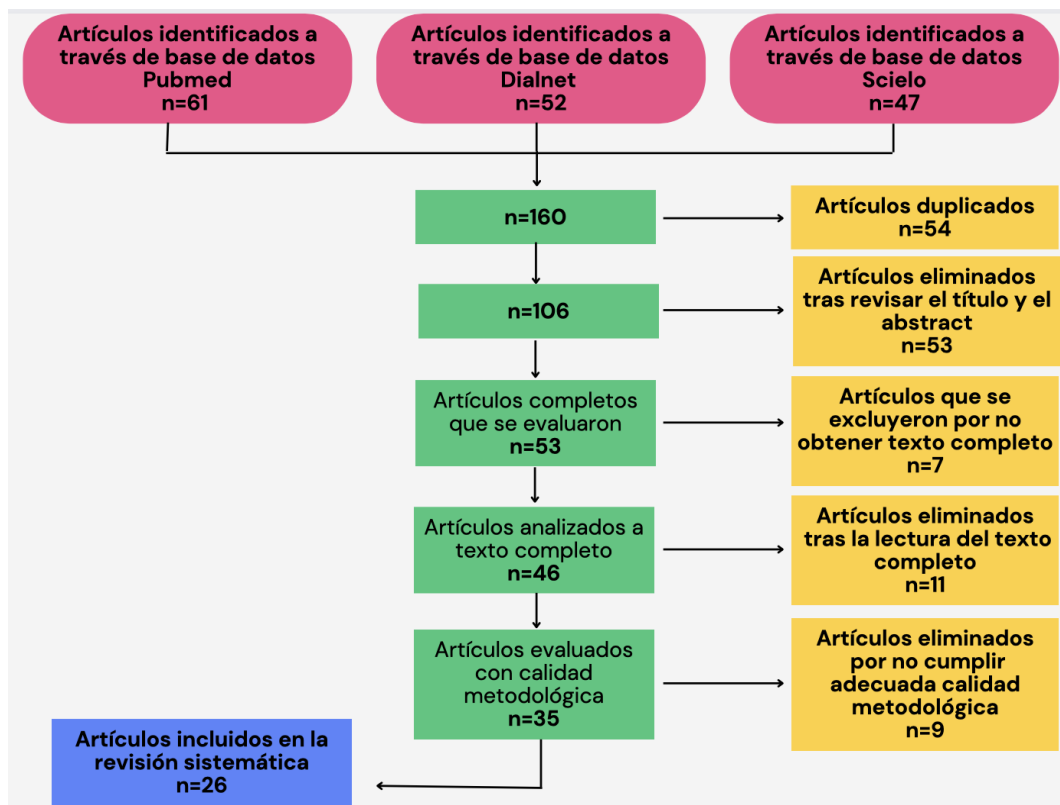 Artículos identificados a
través de base de datos
Pubmed
n=61
Artículos identificados a
través de base de datos
Dialnet
n=52
Artículos identificados a
través de base de datos
Scielo
n=47
n=160
Artículos duplicados
n=54
n=106
Artículos eliminados
tras revisar el título y el
abstract
n=53
Artículos completos
que se evaluaron
n=53
Artículos que se
excluyeron por no
obtener texto completo
n=7
Artículos analizados a
texto completo
n=46
Artículos eliminados
tras la lectura del texto
completo
n=11
Artículos evaluados
con calidad
metodológica
n=35
Artículos eliminados
por no cumplir
adecuada calidad
metodológica
n=9
Artículos incluidos en la
revisión sistemática
n=26